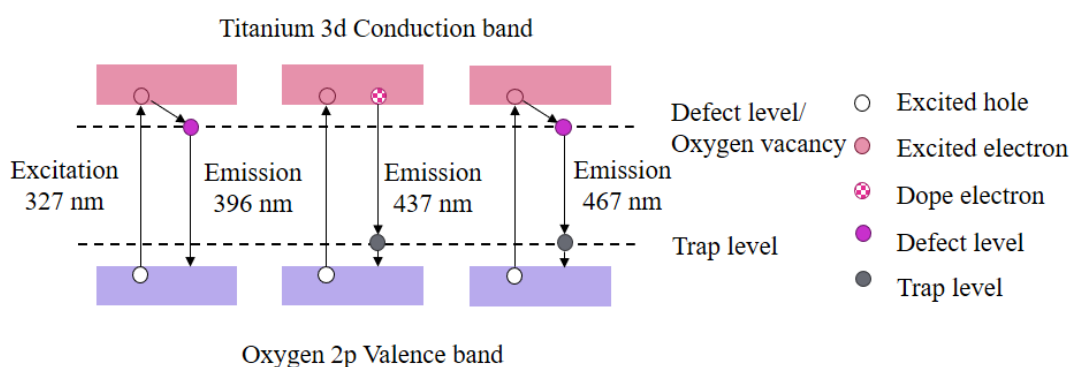 Titanium 3d Conduction band
Excitation
327 nm
Emission
396 nm
Emission
437 nm
Emission
467 nm
Defect level/
Oxygen vacancy
Trap level
Excited hole
Excited electron
Dope electron
Defect level
Trap level
Oxygen 2p Valence band